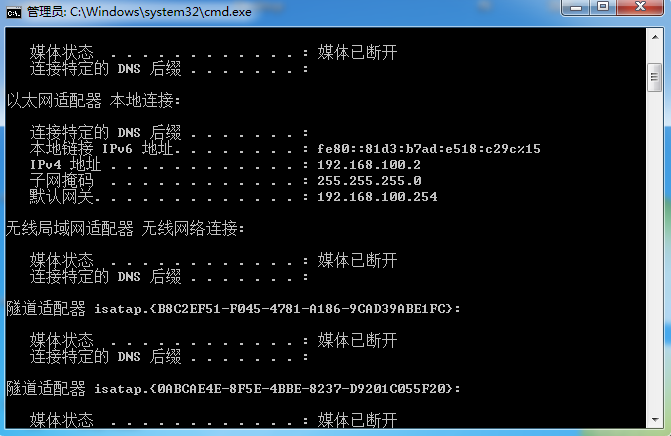 管理员: C:\Windows\system32\cmd.exe
媒体状态 . . . . . . . . . . . . : 媒体已断开
连接特定的 DNS 后缀 . . . . . . . :
以太网适配器 本地连接:
连接特定的 DNS 后缀 . . . . . . . :
本地链接 IPv6 地址. . . . . . . . : fe80::81d3:b7ad:e518:c29c%15
IPv4 地址 . . . . . . . . . . . . : 192.168.100.2
子网掩码 . . . . . . . . . . . . : 255.255.255.0
默认网关. . . . . . . . . . . . . : 192.168.100.254
无线局域网适配器 无线网络连接:
媒体状态 . . . . . . . . . . . . : 媒体已断开
连接特定的 DNS 后缀 . . . . . . . :
隧道适配器 isatap.{B8C2EF51-F045-4781-A186-9CAD39ABE1FC}:
媒体状态 . . . . . . . . . . . . : 媒体已断开
连接特定的 DNS 后缀 . . . . . . . :
隧道适配器 isatap.{0ABCAE4E-8F5E-4BBE-8237-D9201C055F20}:
媒体状态 . . . . . . . . . . . . : 媒体已断开